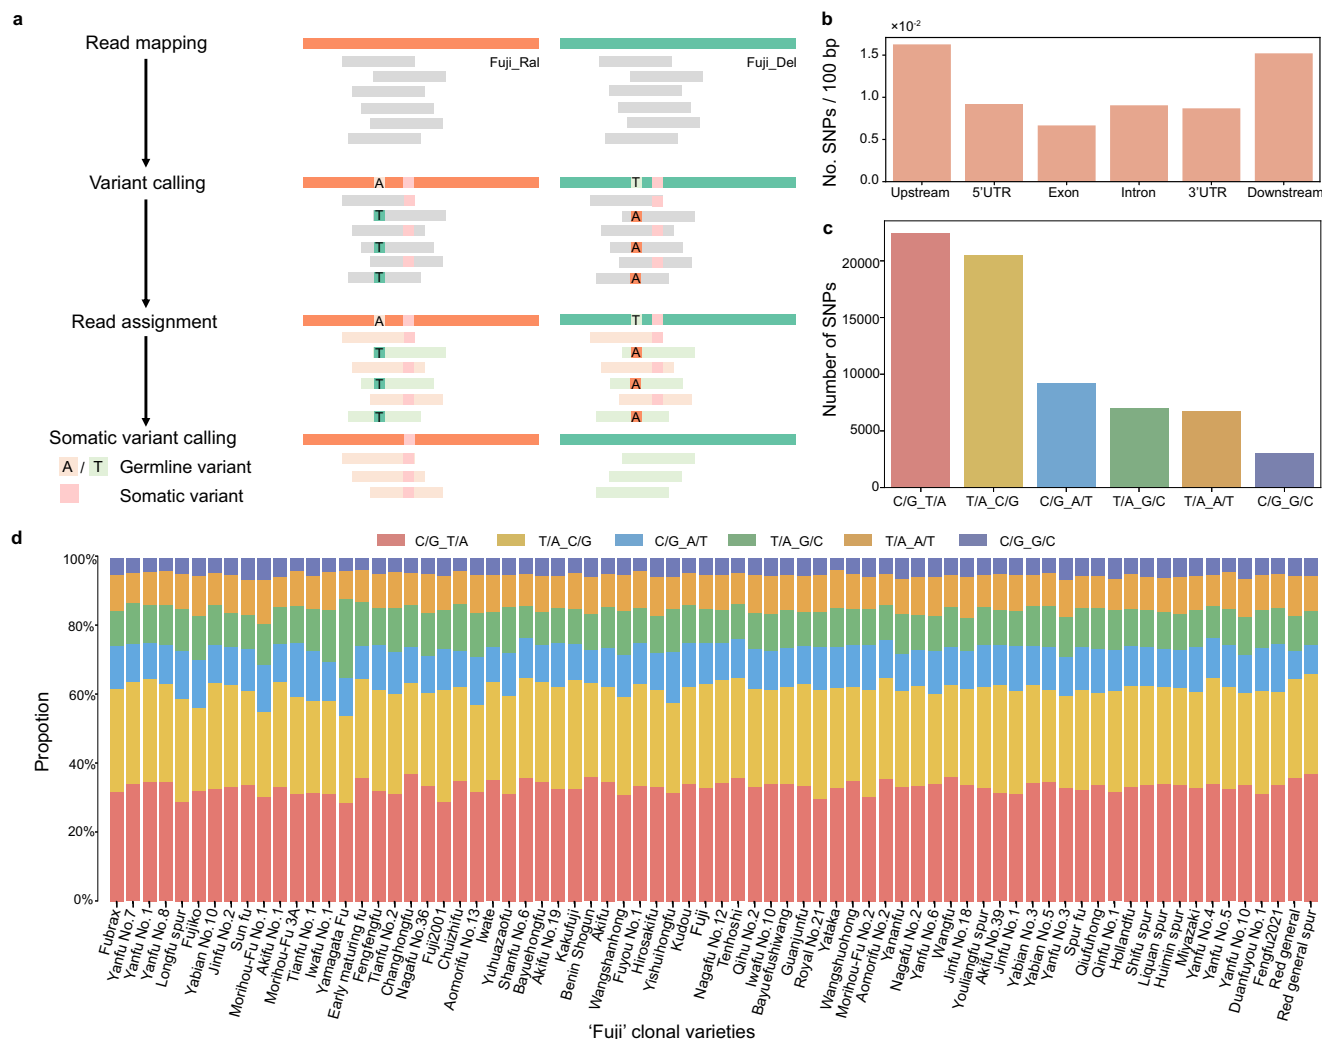 a
Read mapping
Fuji_Ral
Fuji_Del
Variant calling
A
T
T
A
T
A
T
A
Read assignment
A
T
T
A
T
A
T
A
Somatic variant calling
A / T Germline variant
Somatic variant
b
×10-2
No. SNPs / 100 bp
1.5
1.0
0.5
0.0
Upstream 5'UTR Exon Intron 3'UTR Downstream
c
Number of SNPs
20000
15000
10000
5000
0
C/G_T/A T/A_C/G C/G_A/T T/A_G/C T/A_A/T C/G_G/C
d
C/G_T/A T/A_C/G C/G_A/T T/A_G/C T/A_A/T C/G_G/C
Propotion
100%
80%
60%
40%
20%
0%
Fubrax
Yanfu No.7
Yanfu No.1
Yanfu No.8
Longfu spur
Fujiko
Yabian No.10
Jinfu No.2
Sun fu
Morihou-Fu No.1
Akifu No.1
Morihou-Fu 3A
Tianfu No.1
Iwafu No.1
Yamagata Fu
Early maturing fu
Fengfengfu
Tianfu No.2
Changhongfu
Nagafu No.36
Fuji2001
Chuizhifu
Aomorifu No.13
Iwate
Yuhuazaofu
Shanfu No.6
Bayuehongfu
Akifu No.19
Kakufuji
Benin Shogun
Akifu
Wangshanhong
Fuyou No.1
Hirosakifu
Yishuihongfu
Kudou
Fuji
Nagafu No.12
Tenhoshi
Qihu No.2
Iwafu No.10
Bayuefushiwang
Guanjunfu
Royal No.21
Yataka
Wangshuohong
Morihou-Fu No.2
Aomorifu No.2
Yananfu
Nagafu No.2
Yanfu No.6
Wangfu
Jinfu No.18
Youliangfu spur
Akifu No.39
Jinfu No.1
Yabian No.3
Yabian No.5
Yanfu No.3
Spur fu
Qiufuhong
Qinfu No.1
Hollandfu
Shifu spur
Liquan spur
Huimin spur
Miyazaki
Yanfu No.4
Yanfu No.5
Yanfu No.10
Duanfuyou No.1
Fengfu2021
Red general
Red general spur
‘Fuji’ clonal varieties